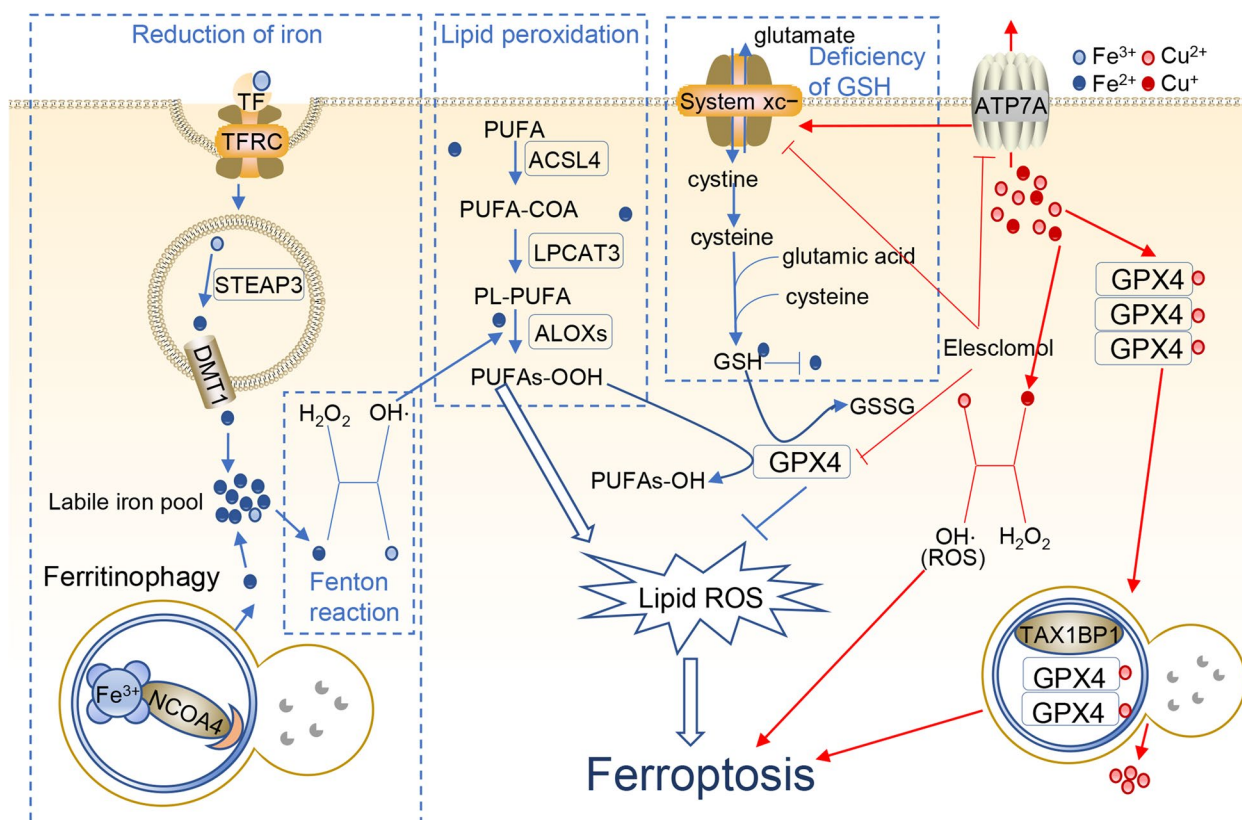 Reduction of iron
TF
TFRC
STEAP3
DMT1
Labile iron pool
Ferritinophagy
Fe³⁺
NCOA4
H₂O₂
OH·
Fenton
reaction
Lipid peroxidation
PUFA
ACSL4
PUFA-COA
LPCAT3
PL-PUFA
ALOXs
PUFAs-OOH
glutamate
Deficiency
of GSH
System xc−
cystine
cysteine
glutamic acid
cysteine
GSH
GSSG
GPX4
PUFAs-OH
Lipid ROS
Ferroptosis
ATP7A
Fe³⁺
Cu²⁺
Fe²⁺
Cu⁺
GPX4
GPX4
GPX4
Elesclomol
OH·
(ROS)
H₂O₂
TAX1BP1
GPX4
GPX4